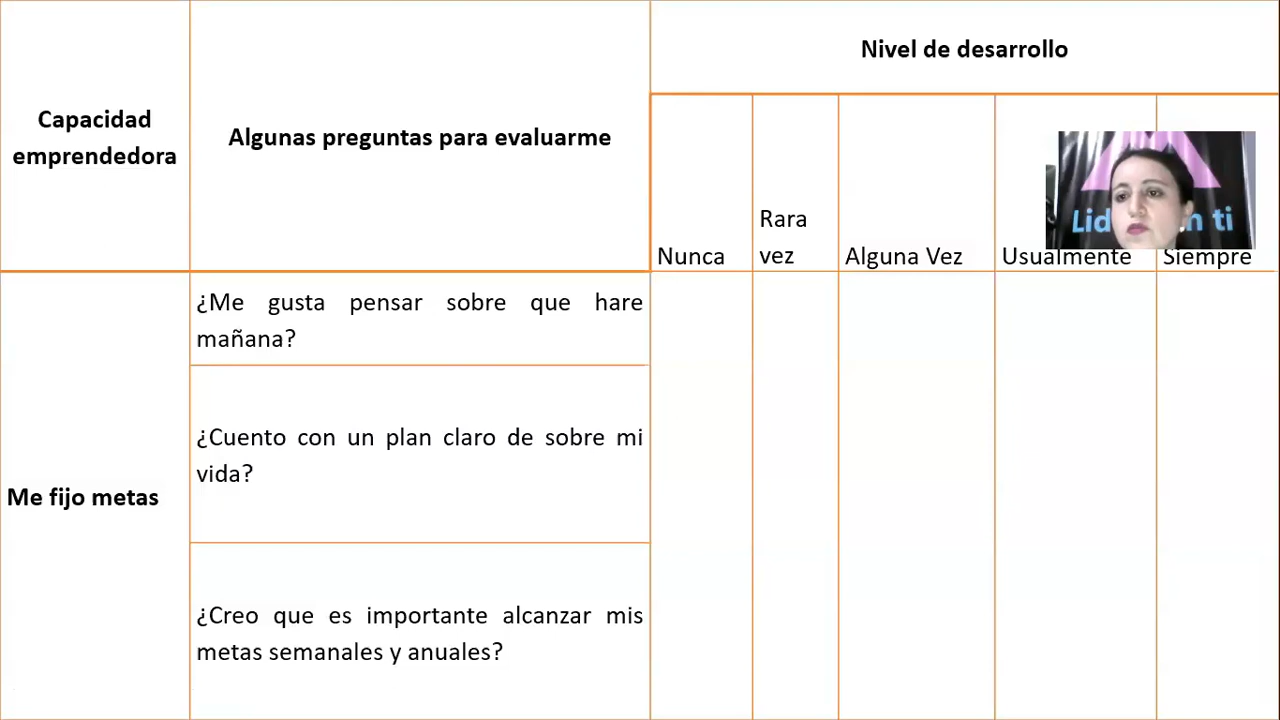 Nivel de desarrollo
Capacidad
emprendedora
Algunas preguntas para evaluarme
Nunca
Rara
vez
Alguna Vez
Usualmente
Siempre
Lid n ti
Me fijo metas
¿Me gusta pensar sobre que hare
mañana?
¿Cuento con un plan claro de sobre mi
vida?
¿Creo que es importante alcanzar mis
metas semanales y anuales?